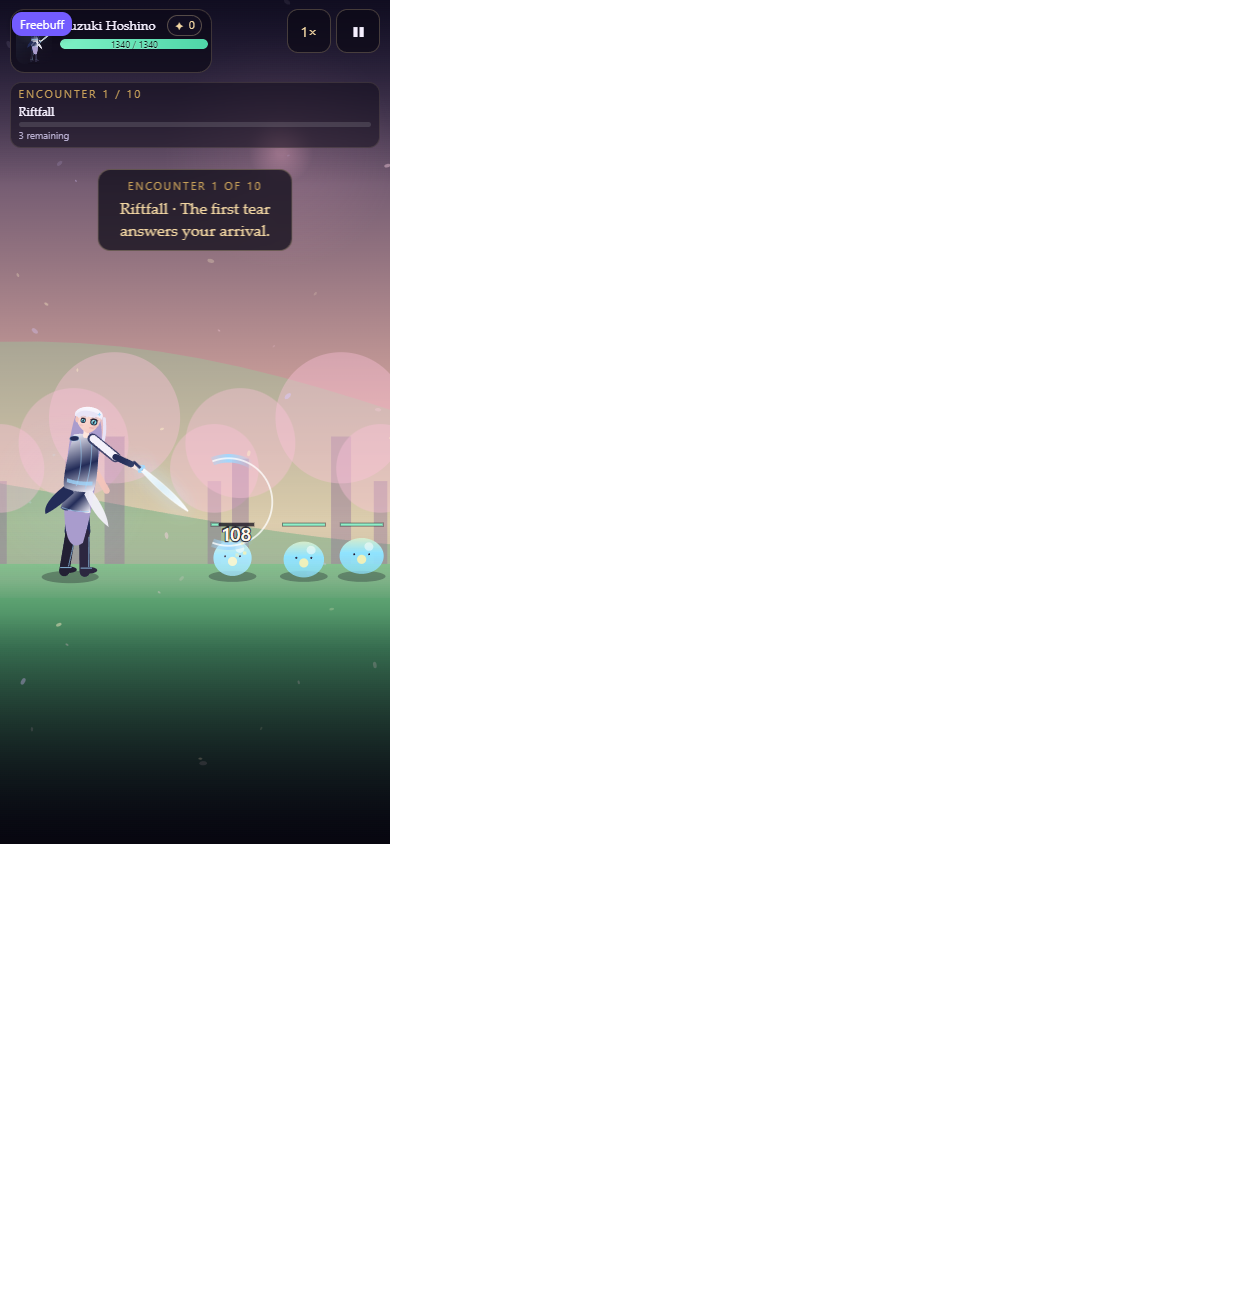 Freebuff
uzuki Hoshino
✦ 0
1340 / 1340
1×
ENCOUNTER 1 / 10
Riftfall
3 remaining
ENCOUNTER 1 OF 10
Riftfall · The first tear
answers your arrival.
108